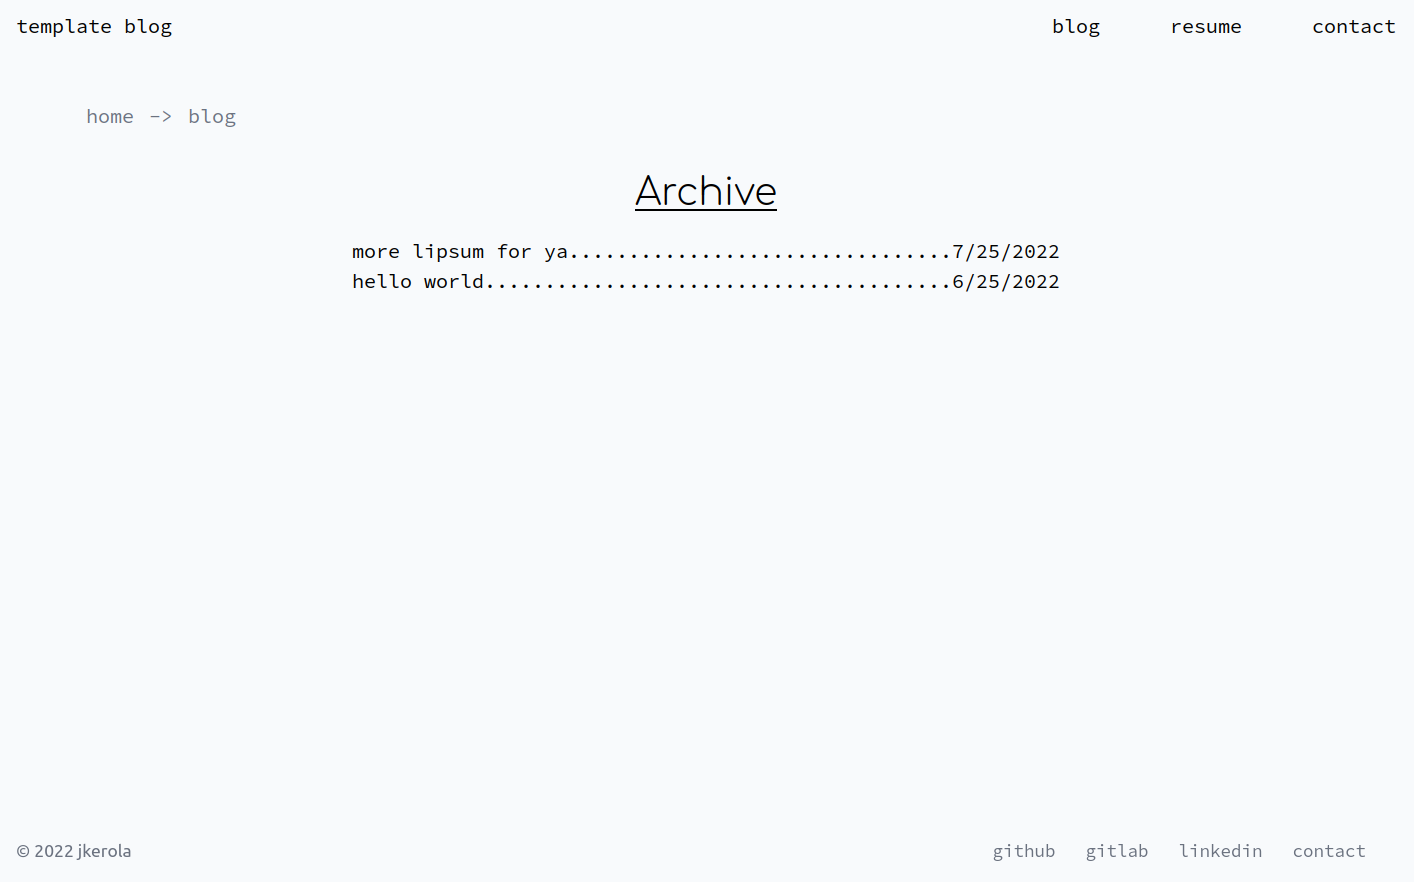 template blog blog resume contact
home -> blog
Archive
more lipsum for ya................................7/25/2022
hello world.......................................6/25/2022
© 2022 jkerola github gitlab linkedin contact